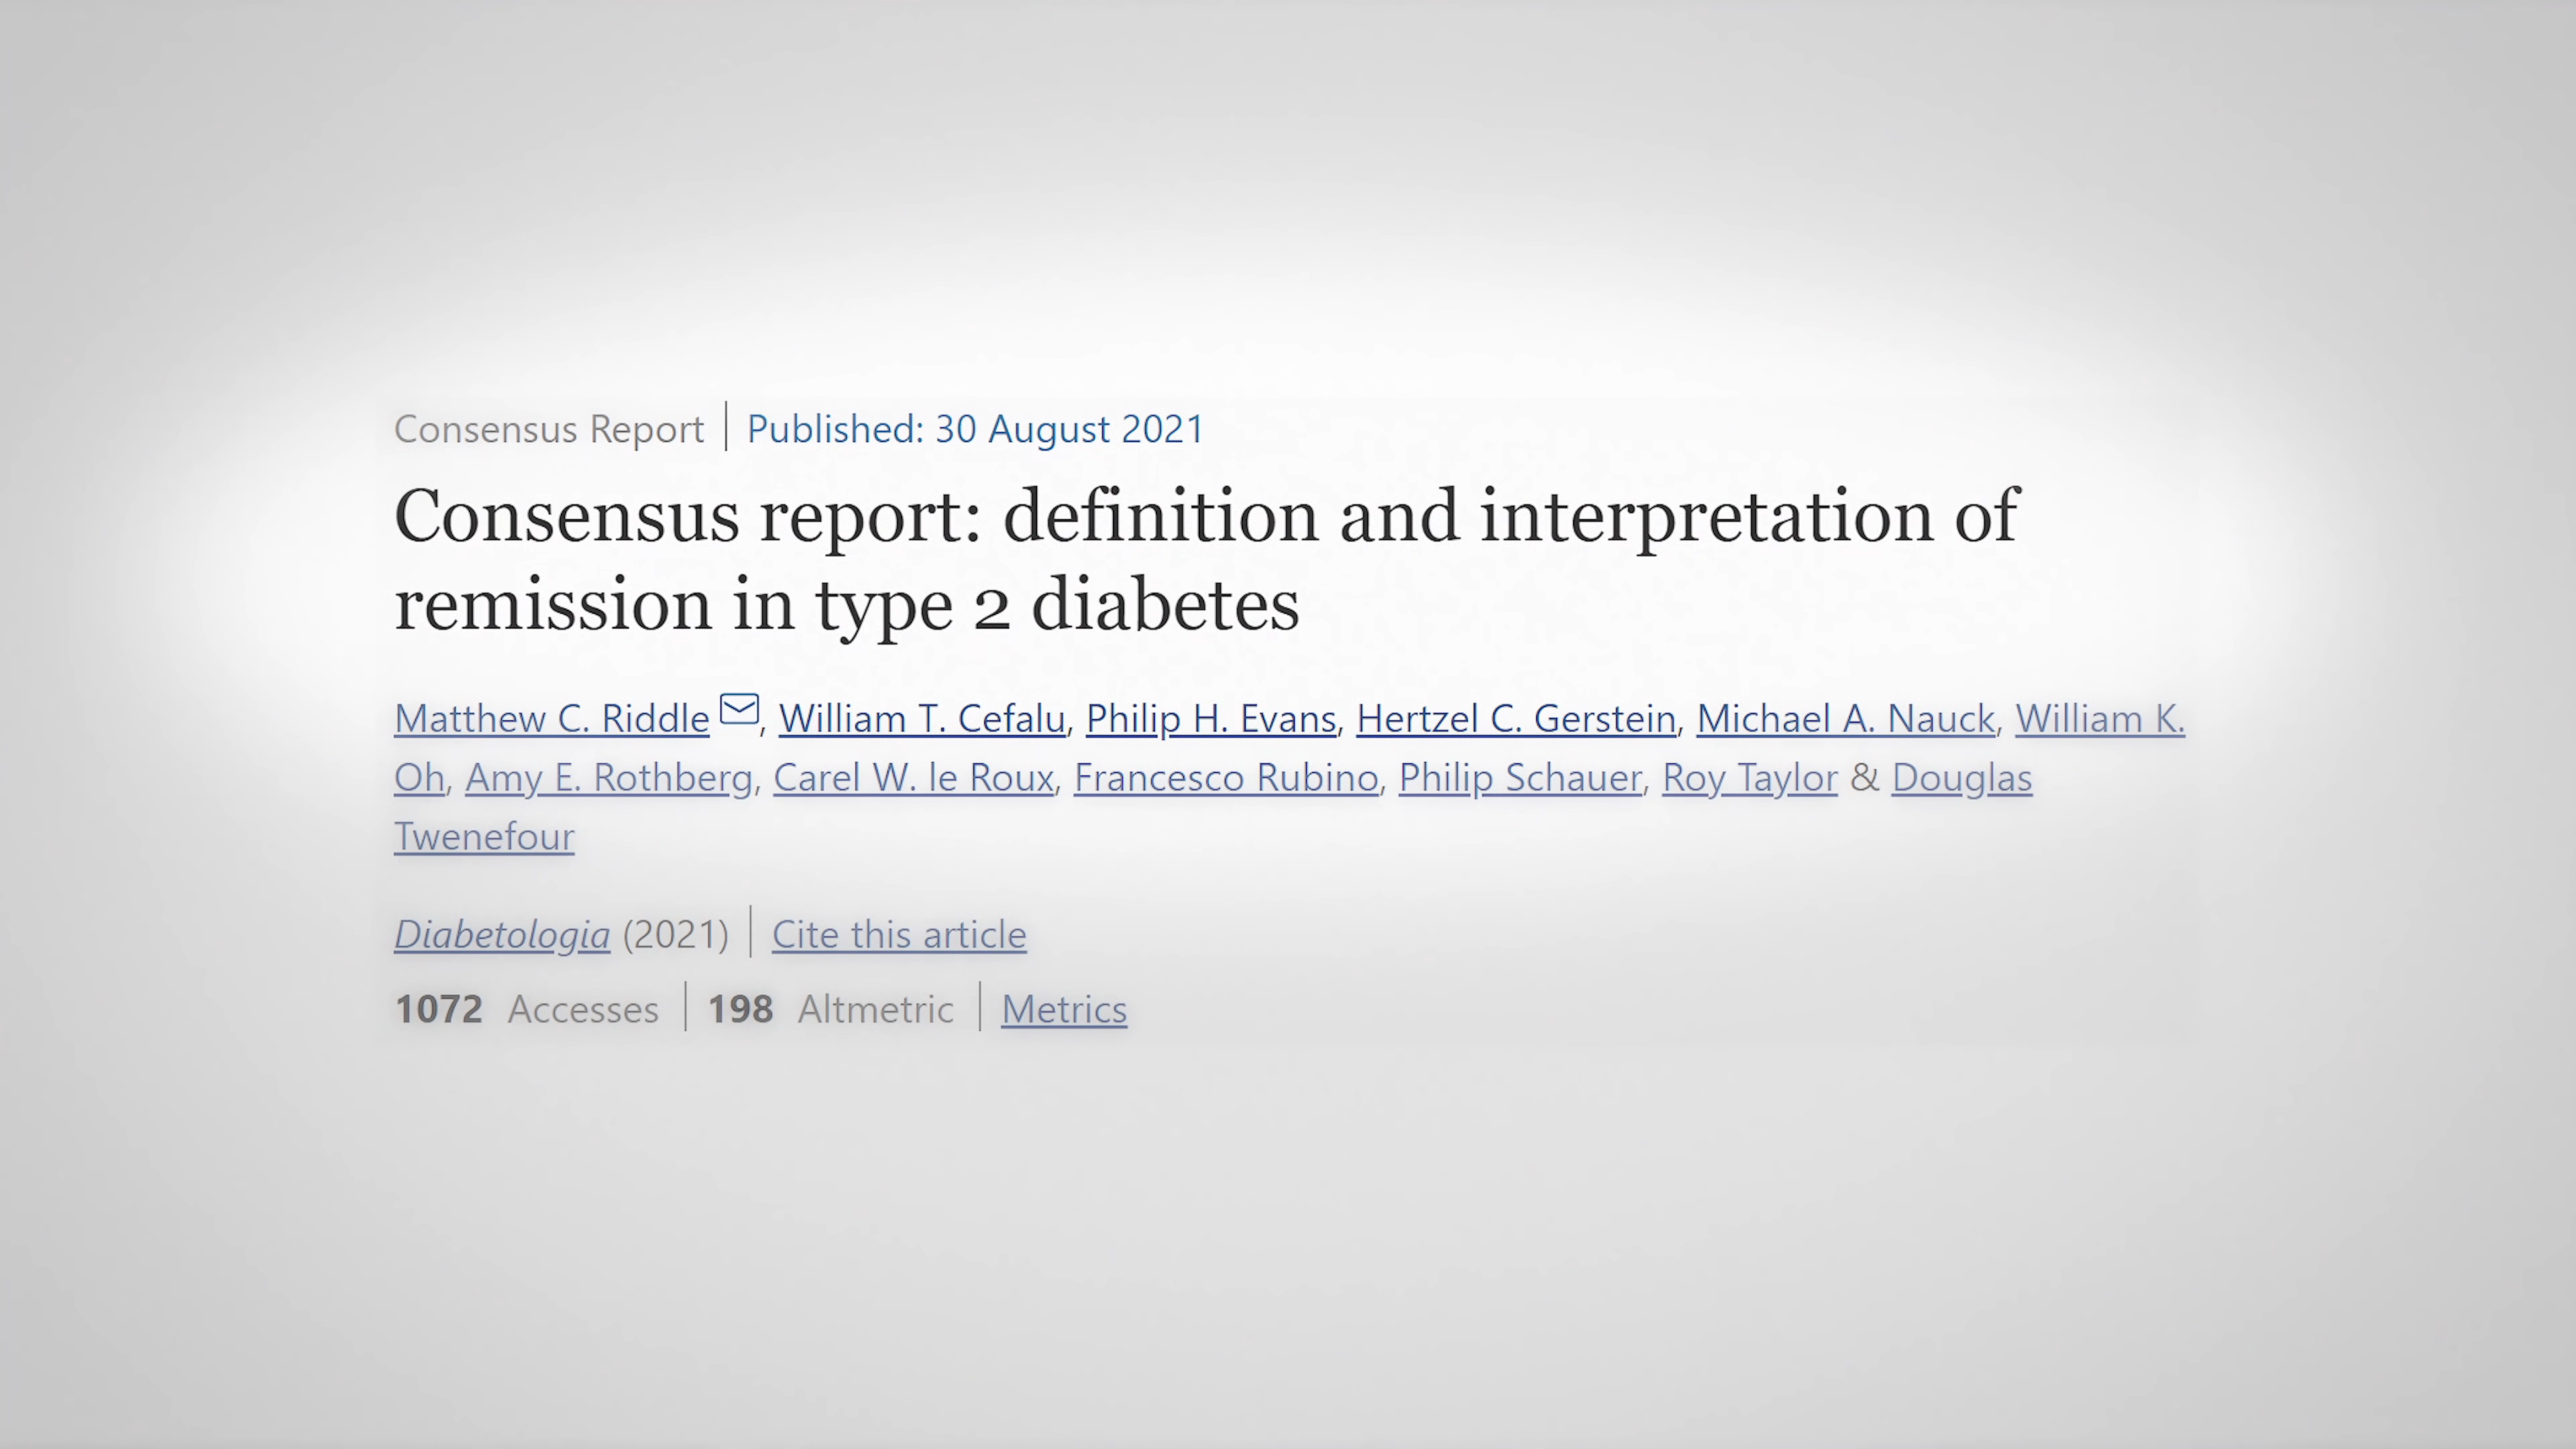 Consensus Report | Published: 30 August 2021
Consensus report: definition and interpretation of
remission in type 2 diabetes
Matthew C. Riddle, William T. Cefalu, Philip H. Evans, Hertzel C. Gerstein, Michael A. Nauck, William K.
Oh, Amy E. Rothberg, Carel W. le Roux, Francesco Rubino, Philip Schauer, Roy Taylor & Douglas
Twenefour
Diabetologia (2021) | Cite this article
1072 Accesses | 198 Altmetric | Metrics